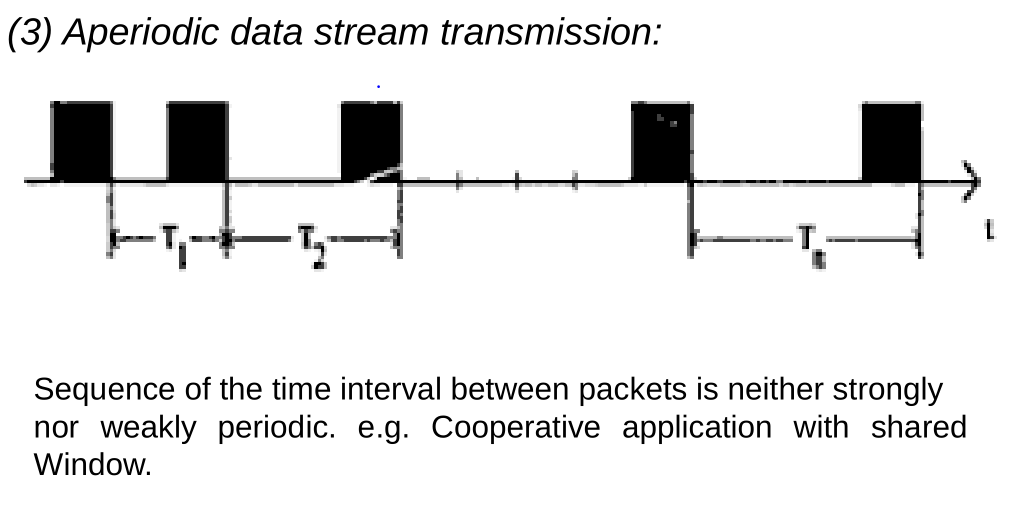 (3) Aperiodic data stream transmission:
T1 T2 Tn
t
Sequence of the time interval between packets is neither strongly
nor weakly periodic. e.g. Cooperative application with shared
Window.